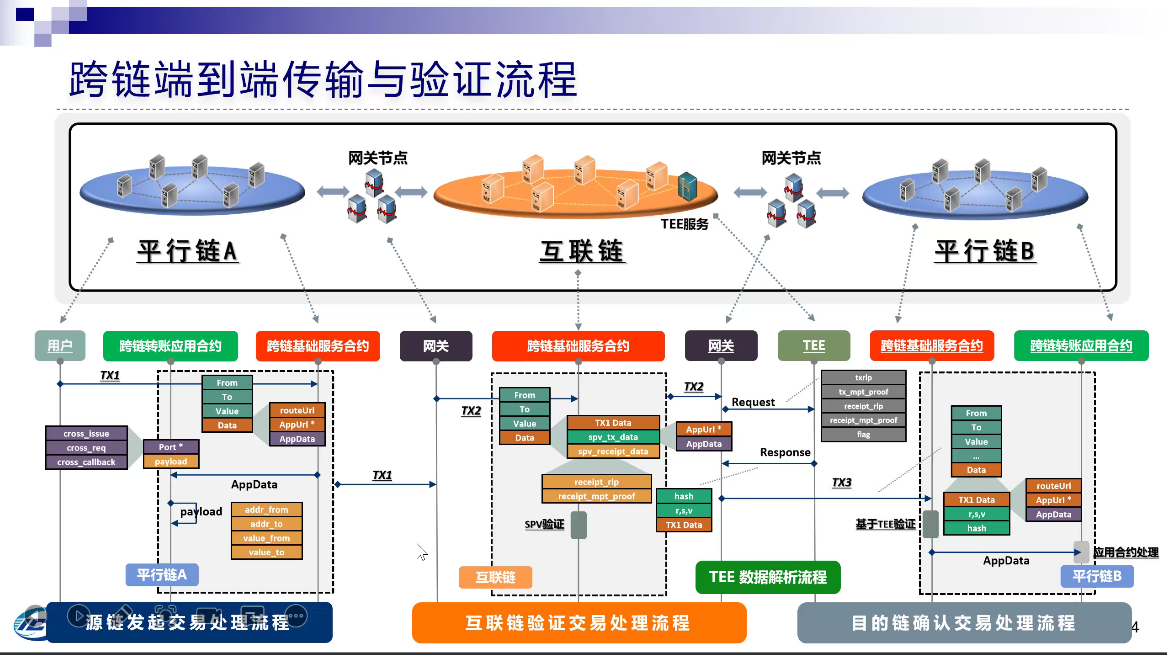 跨链端到端传输与验证流程
网关节点
网关节点
TEE服务
平行链A
互联链
平行链B
用户
跨链转账应用合约
跨链基础服务合约
网关
跨链基础服务合约
网关
TEE
跨链基础服务合约
跨链转账应用合约
TX1
From
To
Value
Data
routeUrl
AppUrl *
AppData
cross_issue
cross_req
cross_callback
Port *
payload
AppData
payload
addr_from
addr_to
value_from
value_to
平行链A
TX1
TX2
From
To
Value
Data
TX1 Data
spv_tx_data
spv_receipt_data
receipt_rlp
receipt_mpt_proof
SPV验证
互联链
TX2
AppUrl *
AppData
Request
txrlp
tx_mpt_proof
receipt_rlp
receipt_mpt_proof
flag
Response
hash
r,s,v
TX1 Data
TX3
TEE 数据解析流程
From
To
Value
...
Data
TX1 Data
r,s,v
hash
routeUrl
AppUrl *
AppData
基于TEE验证
AppData
应用合约处理
平行链B
源链发起交易处理流程
互联链验证交易处理流程
目的链确认交易处理流程
4